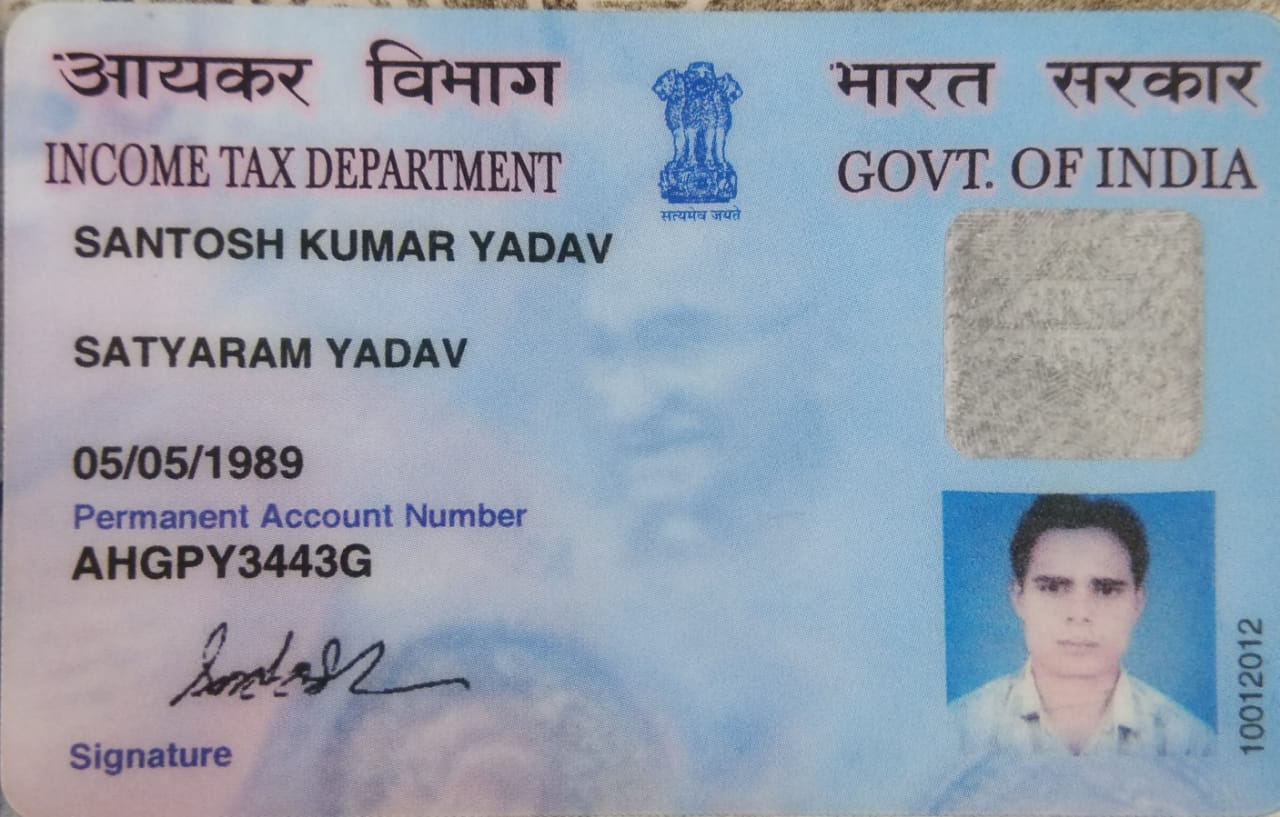 आयकर विभाग
भारत सरकार
INCOME TAX DEPARTMENT
GOVT. OF INDIA
सत्यमेव जयते
SANTOSH KUMAR YADAV
SATYARAM YADAV
05/05/1989
Permanent Account Number
AHGPY3443G
Signature
10012012